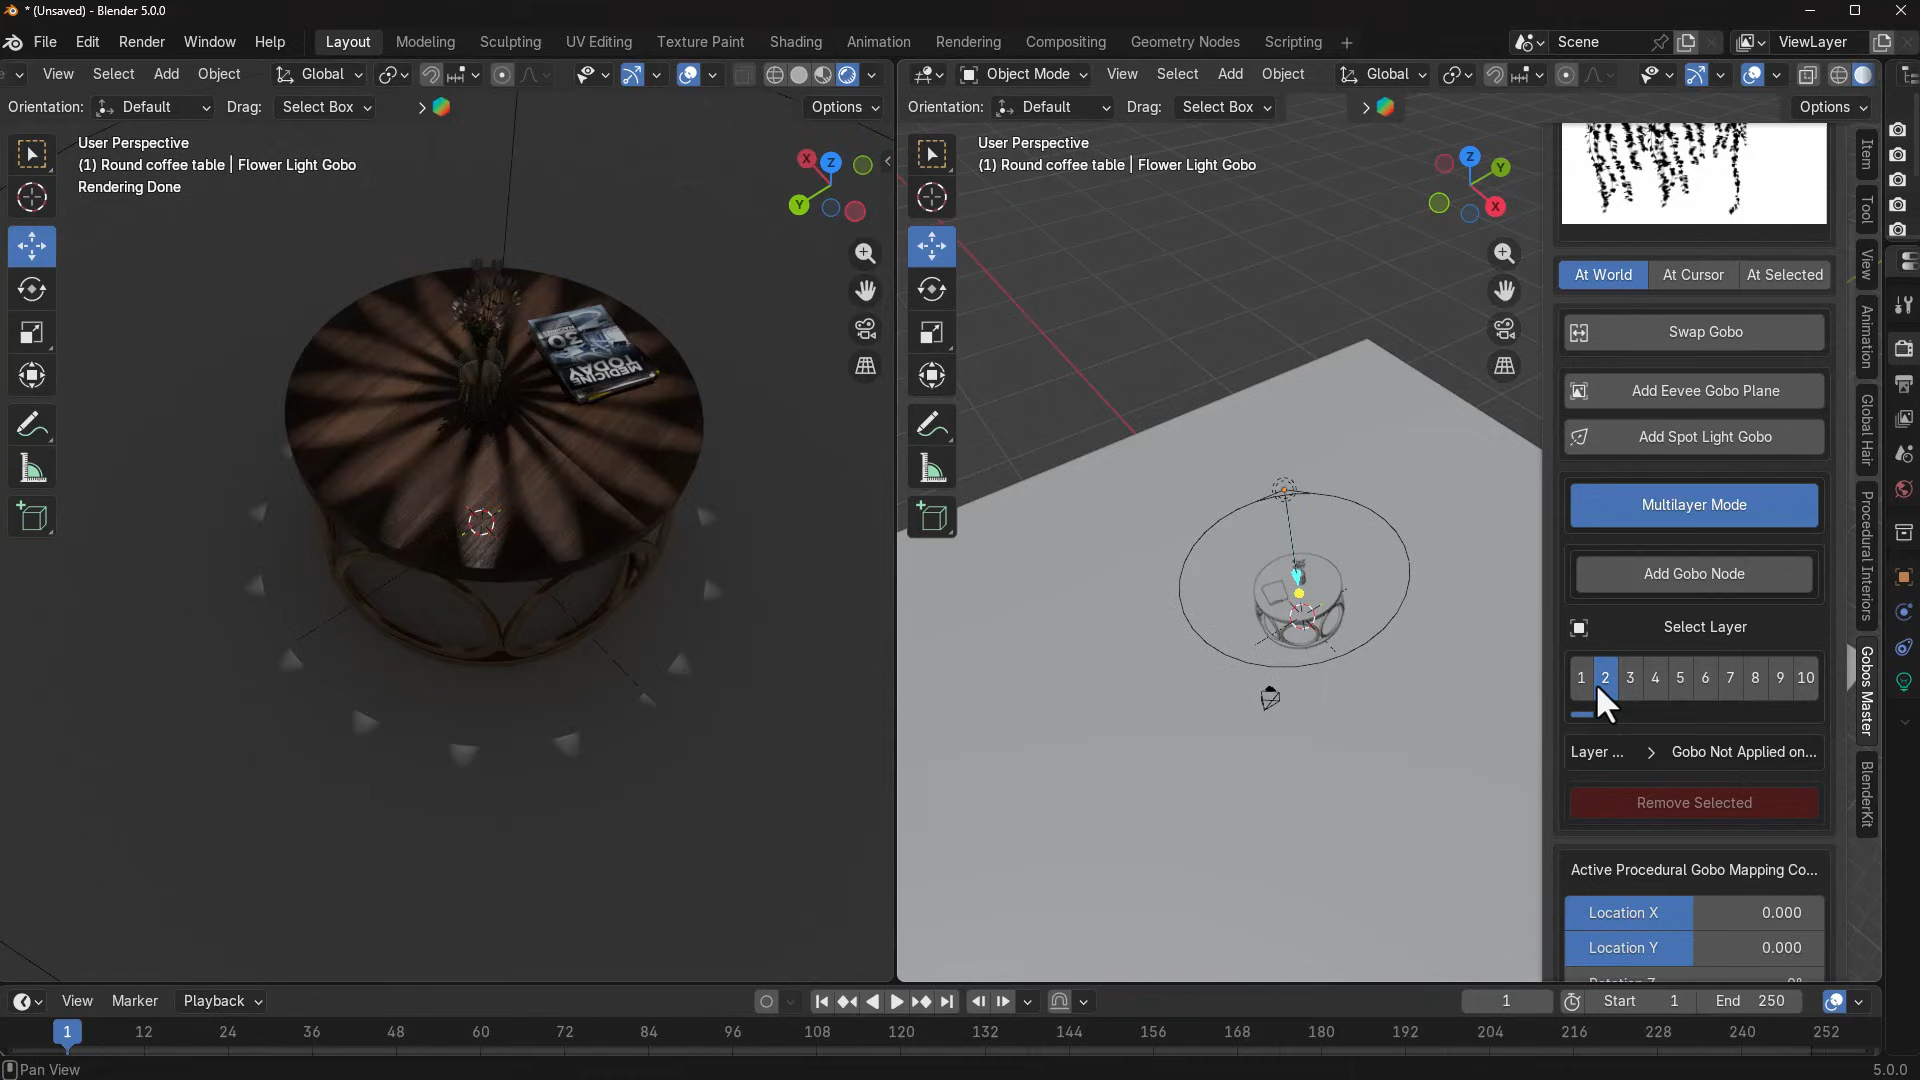 * (Unsaved) - Blender 5.0.0
File Edit Render Window Help Layout Modeling Sculpting UV Editing Texture Paint Shading Animation Rendering Compositing Geometry Nodes Scripting + Scene ViewLayer
View Select Add Object Global
Object Mode View Select Add Object Global
Orientation: Default Drag: Select Box Options
Orientation: Default Drag: Select Box Options
User Perspective
(1) Round coffee table | Flower Light Gobo
Rendering Done
X Z Y
User Perspective
(1) Round coffee table | Flower Light Gobo
Z Y X
30
MEDICINE
TODAY
At World At Cursor At Selected
Swap Gobo
Add Eevee Gobo Plane
Add Spot Light Gobo
Multilayer Mode
Add Gobo Node
Select Layer
1 2 3 4 5 6 7 8 9 10
Layer ... Gobo Not Applied on...
Remove Selected
Active Procedural Gobo Mapping Co...
Location X 0.000
Location Y 0.000
Item
Tool
View
Animation
Global Hair
Procedural Interiors
Gobos Master
BlenderKit
View Marker Playback 1 Start 1 End 250
1 12 24 36 48 60 72 84 96 108 120 132 144 156 168 180 192 204 216 228 240 252
Pan View 5.0.0